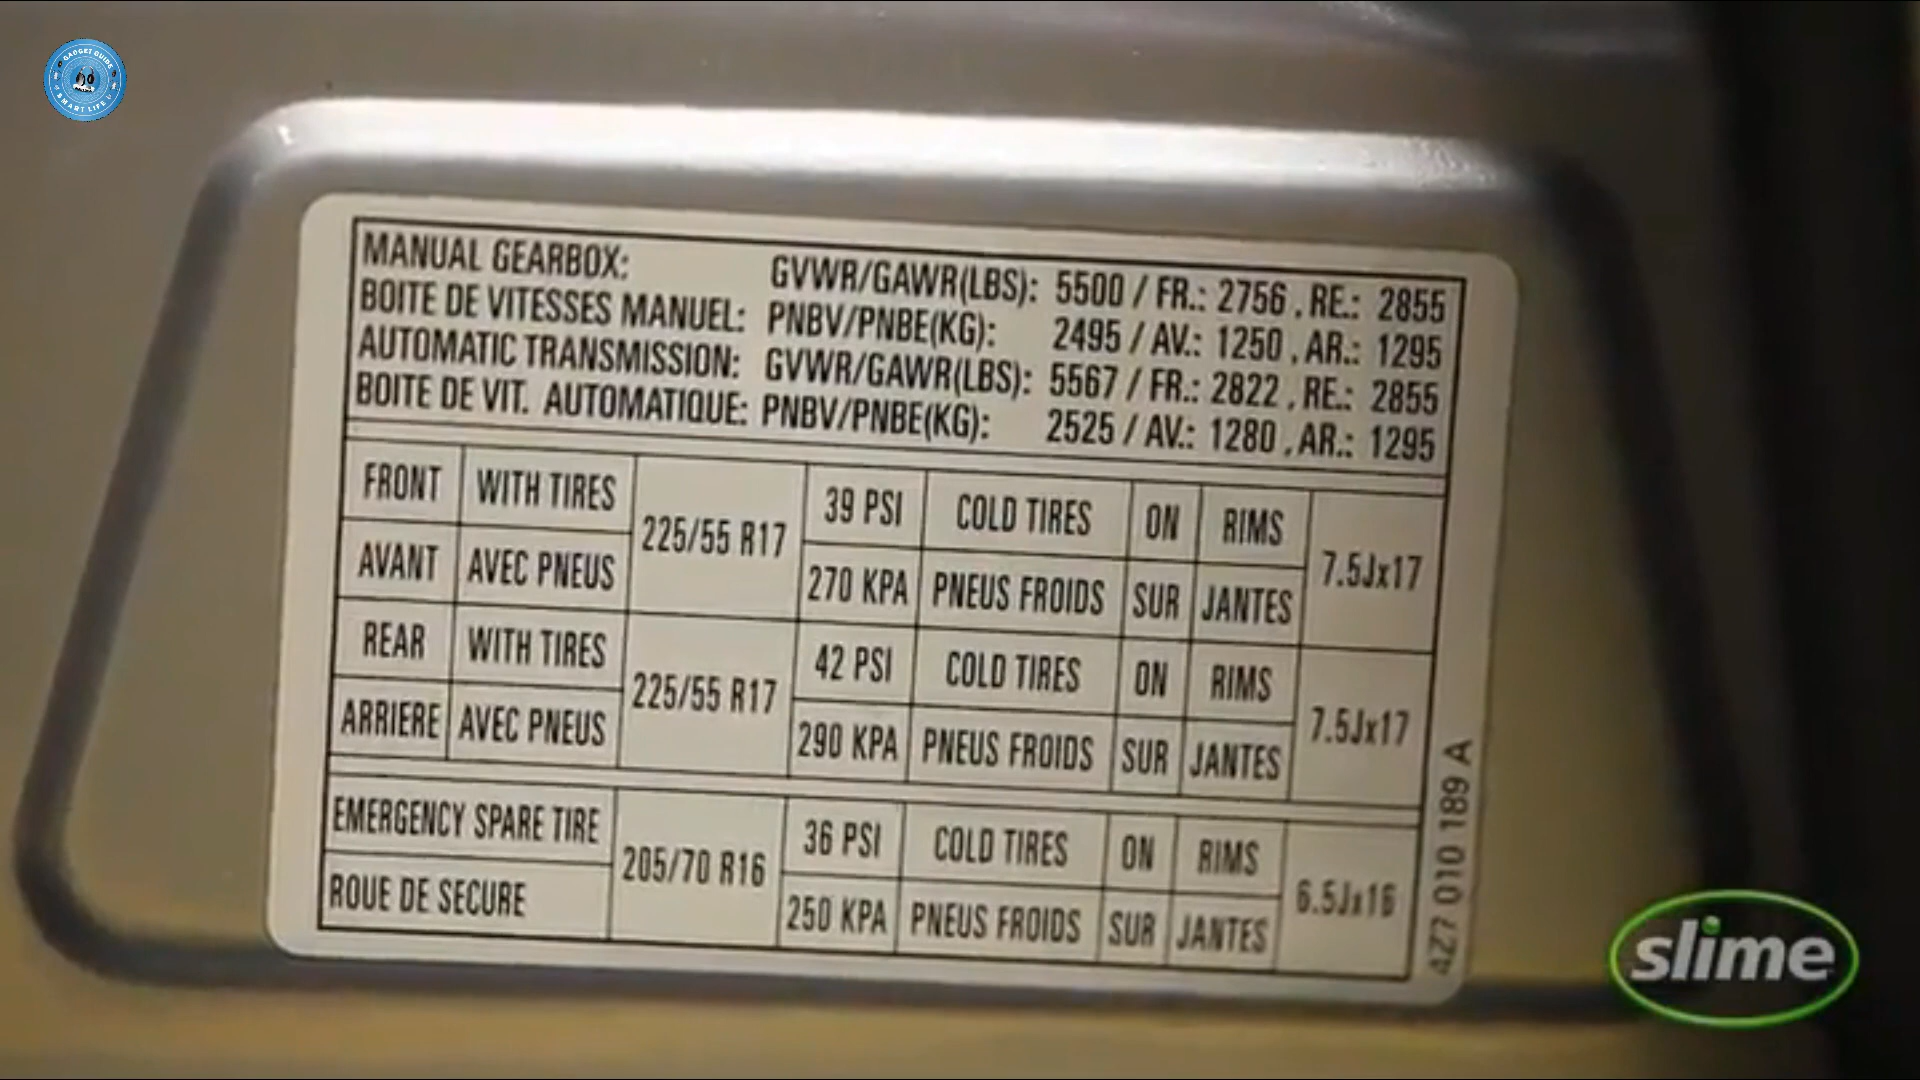 GADGET GUIDE
SMART LIFE
MANUAL GEARBOX: GVWR/GAWR(LBS): 5500 / FR.: 2756 , RE.: 2855
BOITE DE VITESSES MANUEL: PNBV/PNBE(KG): 2495 / AV.: 1250 , AR.: 1295
AUTOMATIC TRANSMISSION: GVWR/GAWR(LBS): 5567 / FR.: 2822 , RE.: 2855
BOITE DE VIT. AUTOMATIQUE: PNBV/PNBE(KG): 2525 / AV.: 1280 , AR.: 1295
FRONT WITH TIRES 225/55 R17 39 PSI COLD TIRES ON RIMS 7.5Jx17
AVANT AVEC PNEUS 270 KPA PNEUS FROIDS SUR JANTES
REAR WITH TIRES 225/55 R17 42 PSI COLD TIRES ON RIMS 7.5Jx17
ARRIERE AVEC PNEUS 290 KPA PNEUS FROIDS SUR JANTES
EMERGENCY SPARE TIRE 205/70 R16 36 PSI COLD TIRES ON RIMS 6.5Jx16
ROUE DE SECURE 250 KPA PNEUS FROIDS SUR JANTES
4Z7 010 189 A
slime